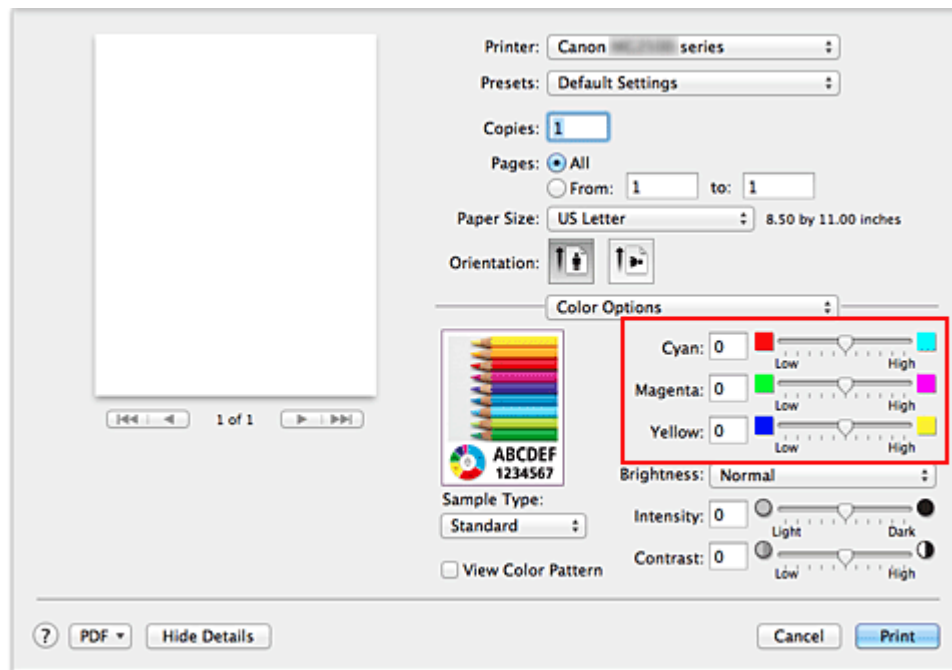 Printer: Canon series
Presets: Default Settings
Copies: 1
Pages: All
From: 1 to: 1
Paper Size: US Letter 8.50 by 11.00 inches
Orientation:
Color Options
Cyan: 0
Low High
Magenta: 0
Low High
Yellow: 0
Low High
ABCDEF
1234567
Sample Type:
Standard
View Color Pattern
Brightness: Normal
Intensity: 0
Light Dark
Contrast: 0
Low High
1 of 1
? PDF Hide Details Cancel Print